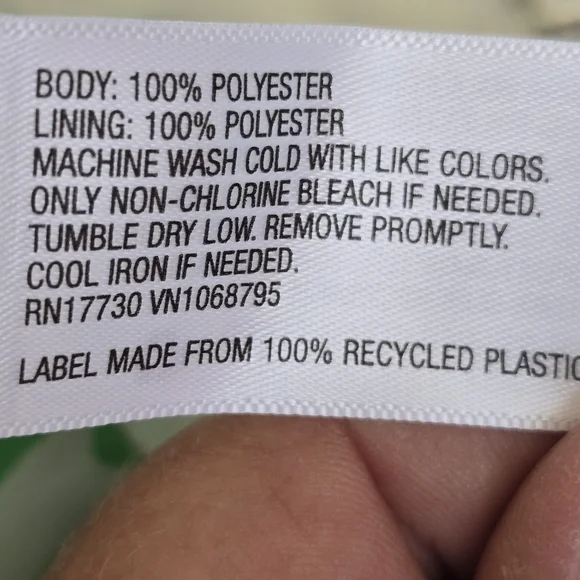 BODY: 100% POLYESTER
LINING: 100% POLYESTER
MACHINE WASH COLD WITH LIKE COLORS.
ONLY NON-CHLORINE BLEACH IF NEEDED.
TUMBLE DRY LOW. REMOVE PROMPTLY.
COOL IRON IF NEEDED.
RN17730 VN1068795
LABEL MADE FROM 100% RECYCLED PLASTIC